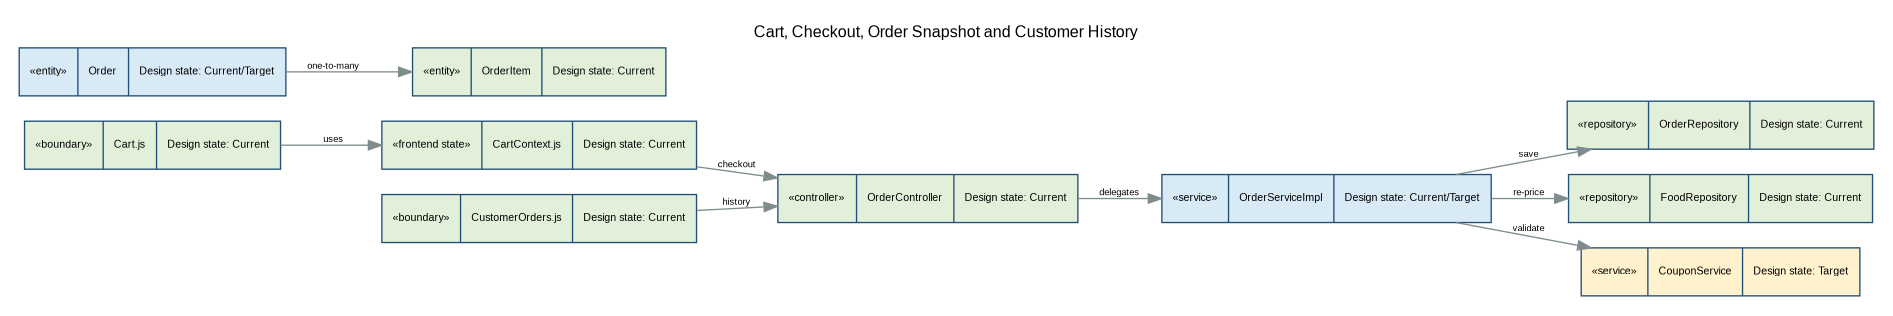 Cart, Checkout, Order Snapshot and Customer History
«entity» Order Design state: Current/Target
one-to-many
«entity» OrderItem Design state: Current
«boundary» Cart.js Design state: Current
uses
«frontend state» CartContext.js Design state: Current
checkout
«boundary» CustomerOrders.js Design state: Current
history
«controller» OrderController Design state: Current
delegates
«service» OrderServiceImpl Design state: Current/Target
save
«repository» OrderRepository Design state: Current
re-price
«repository» FoodRepository Design state: Current
validate
«service» CouponService Design state: Target